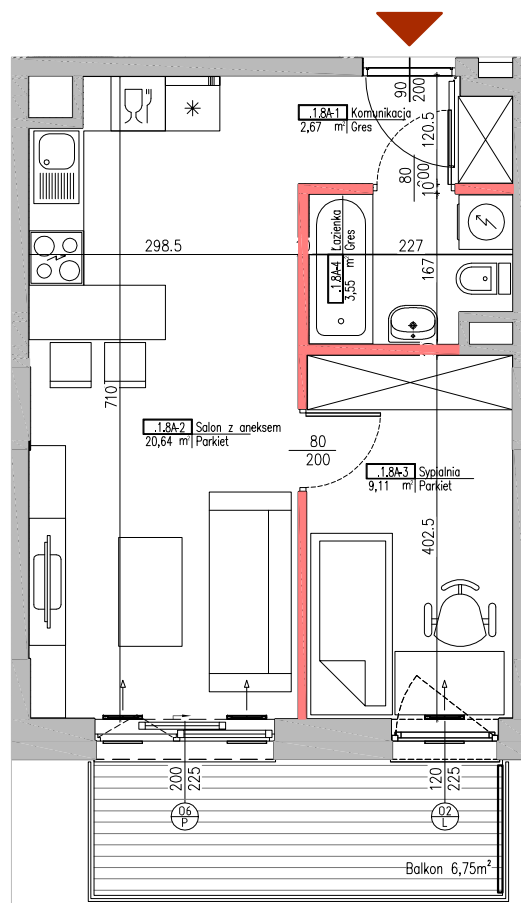 90
200
.1.8A-1 Komunikacja
2,67 m² Gres
120.5
80
200
10
298.5
227
.1.8A-4 Łazienka
3,55 m² Gres
167
710
.1.8A-2 Salon z aneksem
20,64 m² Parkiet
80
200
.1.8A-3 Sypialnia
9,11 m² Parkiet
402.5
200
225
120
225
06
P
02
L
Balkon 6,75m²